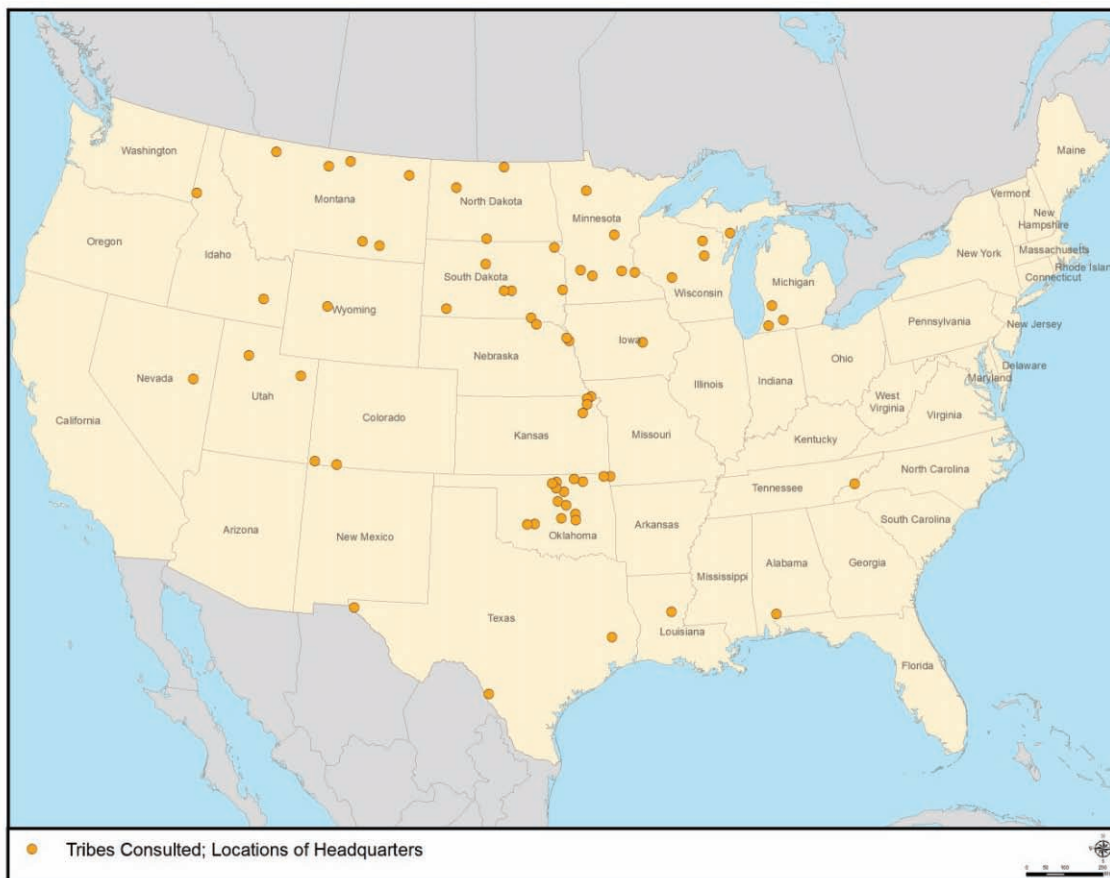 Washington
Montana
North Dakota
Minnesota
Maine
Vermont
New
Hampshire
Oregon
Idaho
South Dakota
Wisconsin
Michigan
New York
Massachusetts
Rhode Island
Connecticut
Wyoming
Iowa
Pennsylvania
New Jersey
Nebraska
Nevada
Utah
Illinois
Indiana
Ohio
Delaware
Maryland
West
Virginia
Virginia
California
Colorado
Kansas
Missouri
Kentucky
North Carolina
Tennessee
Arizona
New Mexico
Oklahoma
Arkansas
South Carolina
Mississippi
Alabama
Georgia
Texas
Louisiana
Florida
Tribes Consulted; Locations of Headquarters